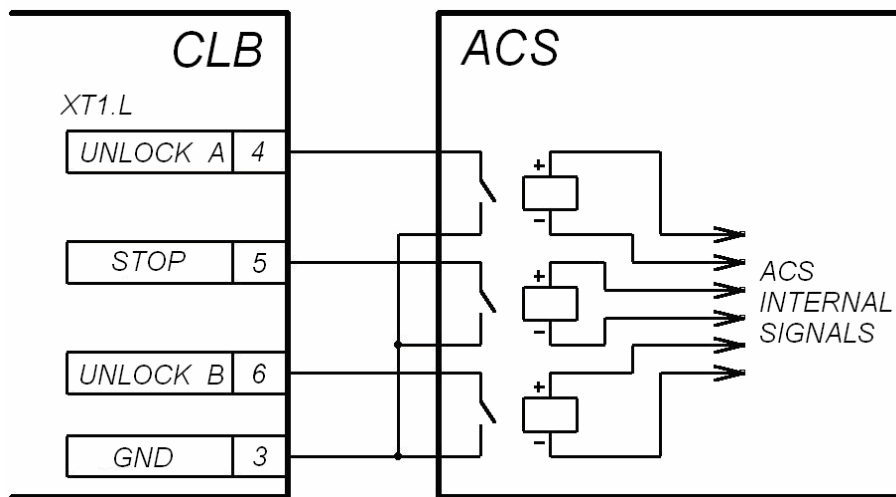 CLB
ACS
XT1.L
UNLOCK A 4
STOP 5
UNLOCK B 6
GND 3
+
-
+
-
+
-
ACS
INTERNAL
SIGNALS